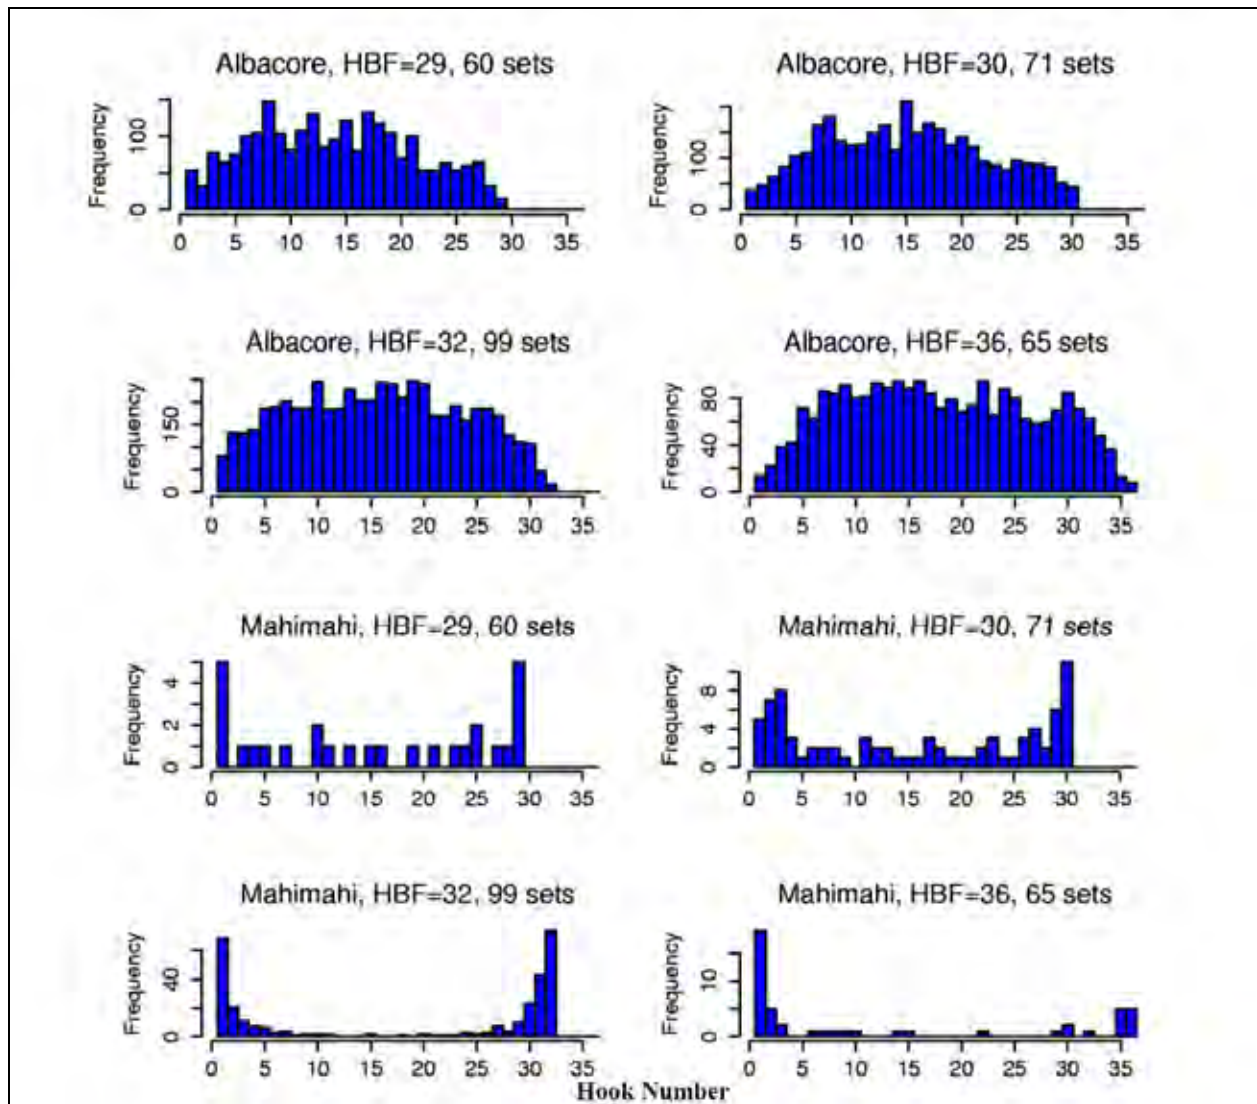 Albacore, HBF=29, 60 sets
Frequency
0 100
0 5 10 15 20 25 30 35
Albacore, HBF=30, 71 sets
Frequency
0 100
0 5 10 15 20 25 30 35
Albacore, HBF=32, 99 sets
Frequency
0 150
0 5 10 15 20 25 30 35
Albacore, HBF=36, 65 sets
Frequency
0 40 80
0 5 10 15 20 25 30 35
Mahimahi, HBF=29, 60 sets
Frequency
0 2 4
0 5 10 15 20 25 30 35
Mahimahi, HBF=30, 71 sets
Frequency
0 4 8
0 5 10 15 20 25 30 35
Mahimahi, HBF=32, 99 sets
Frequency
0 40
0 5 10 15 20 25 30 35
Mahimahi, HBF=36, 65 sets
Frequency
0 10
0 5 10 15 20 25 30 35
Hook Number